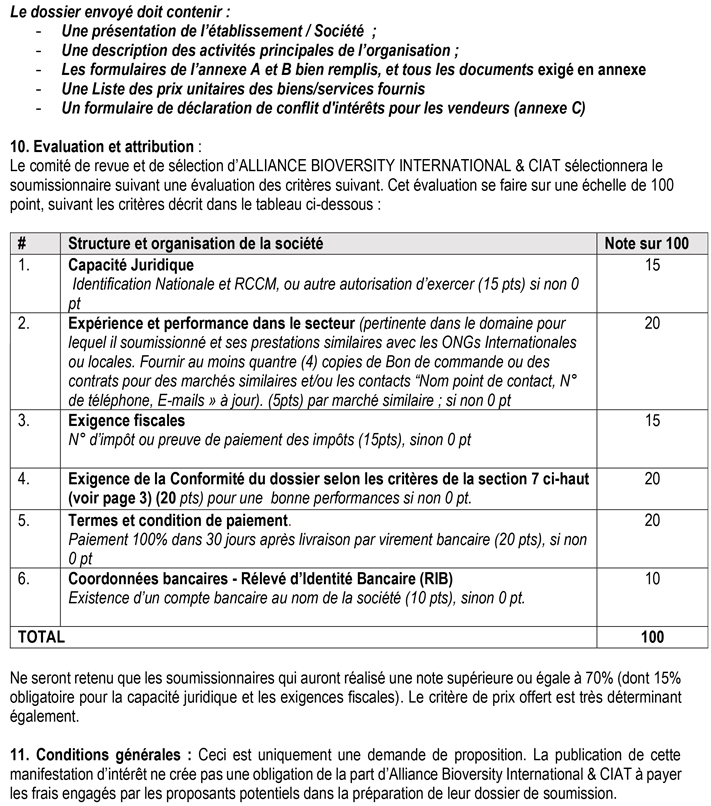 Le dossier envoyé doit contenir :
- Une présentation de l'établissement / Société ;
- Une description des activités principales de l'organisation ;
- Les formulaires de l'annexe A et B bien remplis, et tous les documents exigé en annexe
- Une Liste des prix unitaires des biens/services fournis
- Un formulaire de déclaration de conflit d'intérêts pour les vendeurs (annexe C)
10. Evaluation et attribution :
Le comité de revue et de sélection d'ALLIANCE BIOVERSITY INTERNATIONAL & CIAT sélectionnera le
soumissionnaire suivant une évaluation des critères suivant. Cet évaluation se faire sur une échelle de 100
point, suivant les critères décrit dans le tableau ci-dessous :
# Structure et organisation de la société Note sur 100
1. Capacité Juridique 15
Identification Nationale et RCCM, ou autre autorisation d'exercer (15 pts) si non 0
pt
2. Expérience et performance dans le secteur (pertinente dans le domaine pour 20
lequel il soumissionné et ses prestations similaires avec les ONGs Internationales
ou locales. Fournir au moins quantre (4) copies de Bon de commande ou des
contrats pour des marchés similaires et/ou les contacts "Nom point de contact, N°
de téléphone, E-mails » à jour). (5pts) par marché similaire ; si non 0 pt
3. Exigence fiscales 15
N° d'impôt ou preuve de paiement des impôts (15pts), sinon 0 pt
4. Exigence de la Conformité du dossier selon les critères de la section 7 ci-haut 20
(voir page 3) (20 pts) pour une bonne performances si non 0 pt.
5. Termes et condition de paiement. 20
Paiement 100% dans 30 jours après livraison par virement bancaire (20 pts), si non
0 pt
6. Coordonnées bancaires - Rélevé d'Identité Bancaire (RIB) 10
Existence d'un compte bancaire au nom de la société (10 pts), sinon 0 pt.
TOTAL 100
Ne seront retenu que les soumissionnaires qui auront réalisé une note supérieure ou égale à 70% (dont 15%
obligatoire pour la capacité juridique et les exigences fiscales). Le critère de prix offert est très déterminant
également.
11. Conditions générales : Ceci est uniquement une demande de proposition. La publication de cette
manifestation d'intérêt ne crée pas une obligation de la part d'Alliance Bioversity International & CIAT à payer
les frais engagés par les proposants potentiels dans la préparation de leur dossier de soumission.